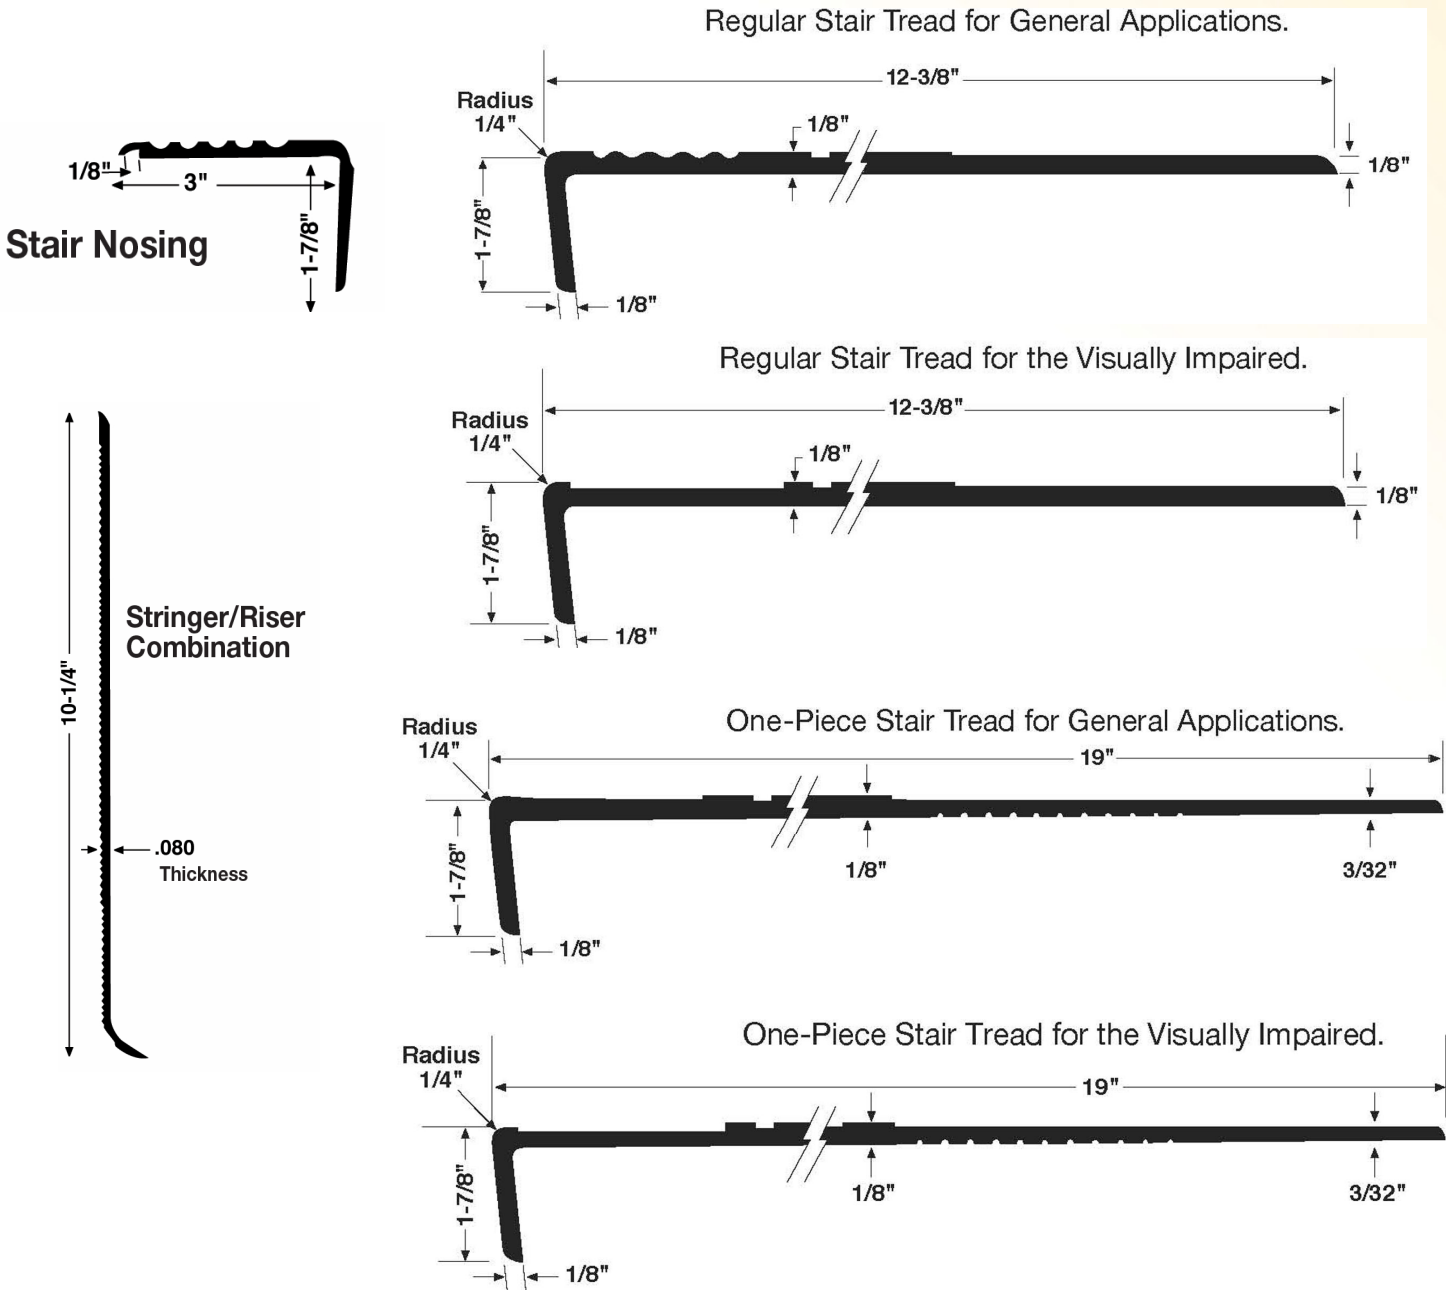 Regular Stair Tread for General Applications.
12-3/8"
Radius
1/4"
1/8"
1/8"
1-7/8"
1/8"
1/8"
3"
1-7/8"
Stair Nosing
Regular Stair Tread for the Visually Impaired.
12-3/8"
Radius
1/4"
1/8"
1/8"
1-7/8"
1/8"
10-1/4"
Stringer/Riser
Combination
.080
Thickness
One-Piece Stair Tread for General Applications.
Radius
1/4"
19"
1-7/8"
1/8"
3/32"
1/8"
One-Piece Stair Tread for the Visually Impaired.
Radius
1/4"
19"
1-7/8"
1/8"
3/32"
1/8"